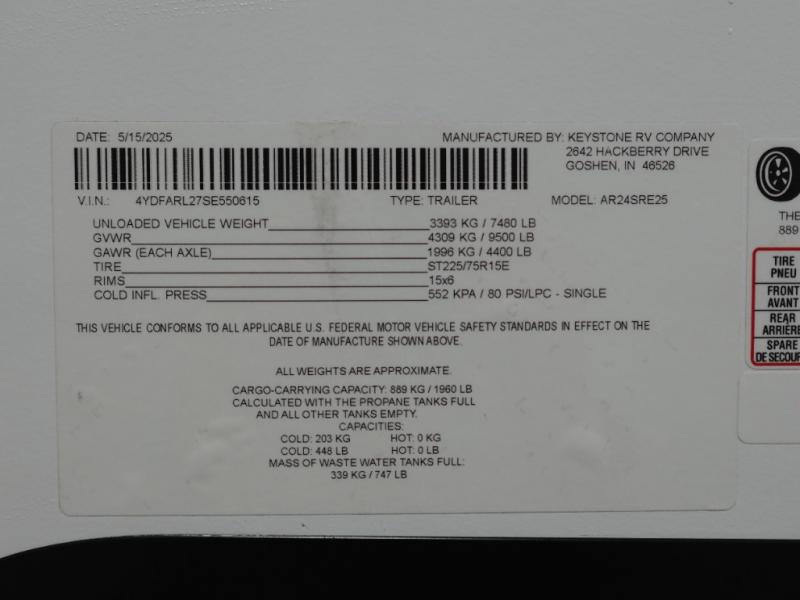 DATE: 5/15/2025
MANUFACTURED BY: KEYSTONE RV COMPANY
2642 HACKBERRY DRIVE
GOSHEN, IN 46526
V.I.N.: 4YDFARL27SE550615 TYPE: TRAILER MODEL: AR24SRE25
UNLOADED VEHICLE WEIGHT 3393 KG / 7480 LB
GVWR 4309 KG / 9500 LB
GAWR (EACH AXLE) 1996 KG / 4400 LB
TIRE ST225/75R15E
RIMS 15x6
COLD INFL. PRESS 552 KPA / 80 PSI/LPC - SINGLE
THIS VEHICLE CONFORMS TO ALL APPLICABLE U.S. FEDERAL MOTOR VEHICLE SAFETY STANDARDS IN EFFECT ON THE
DATE OF MANUFACTURE SHOWN ABOVE.
ALL WEIGHTS ARE APPROXIMATE.
CARGO-CARRYING CAPACITY: 889 KG / 1960 LB
CALCULATED WITH THE PROPANE TANKS FULL
AND ALL OTHER TANKS EMPTY.
CAPACITIES:
COLD: 203 KG HOT: 0 KG
COLD: 448 LB HOT: 0 LB
MASS OF WASTE WATER TANKS FULL:
339 KG / 747 LB
THE
889
TIRE
PNEU
FRONT
AVANT
REAR
ARRIÈRE
SPARE
DE SECOUR